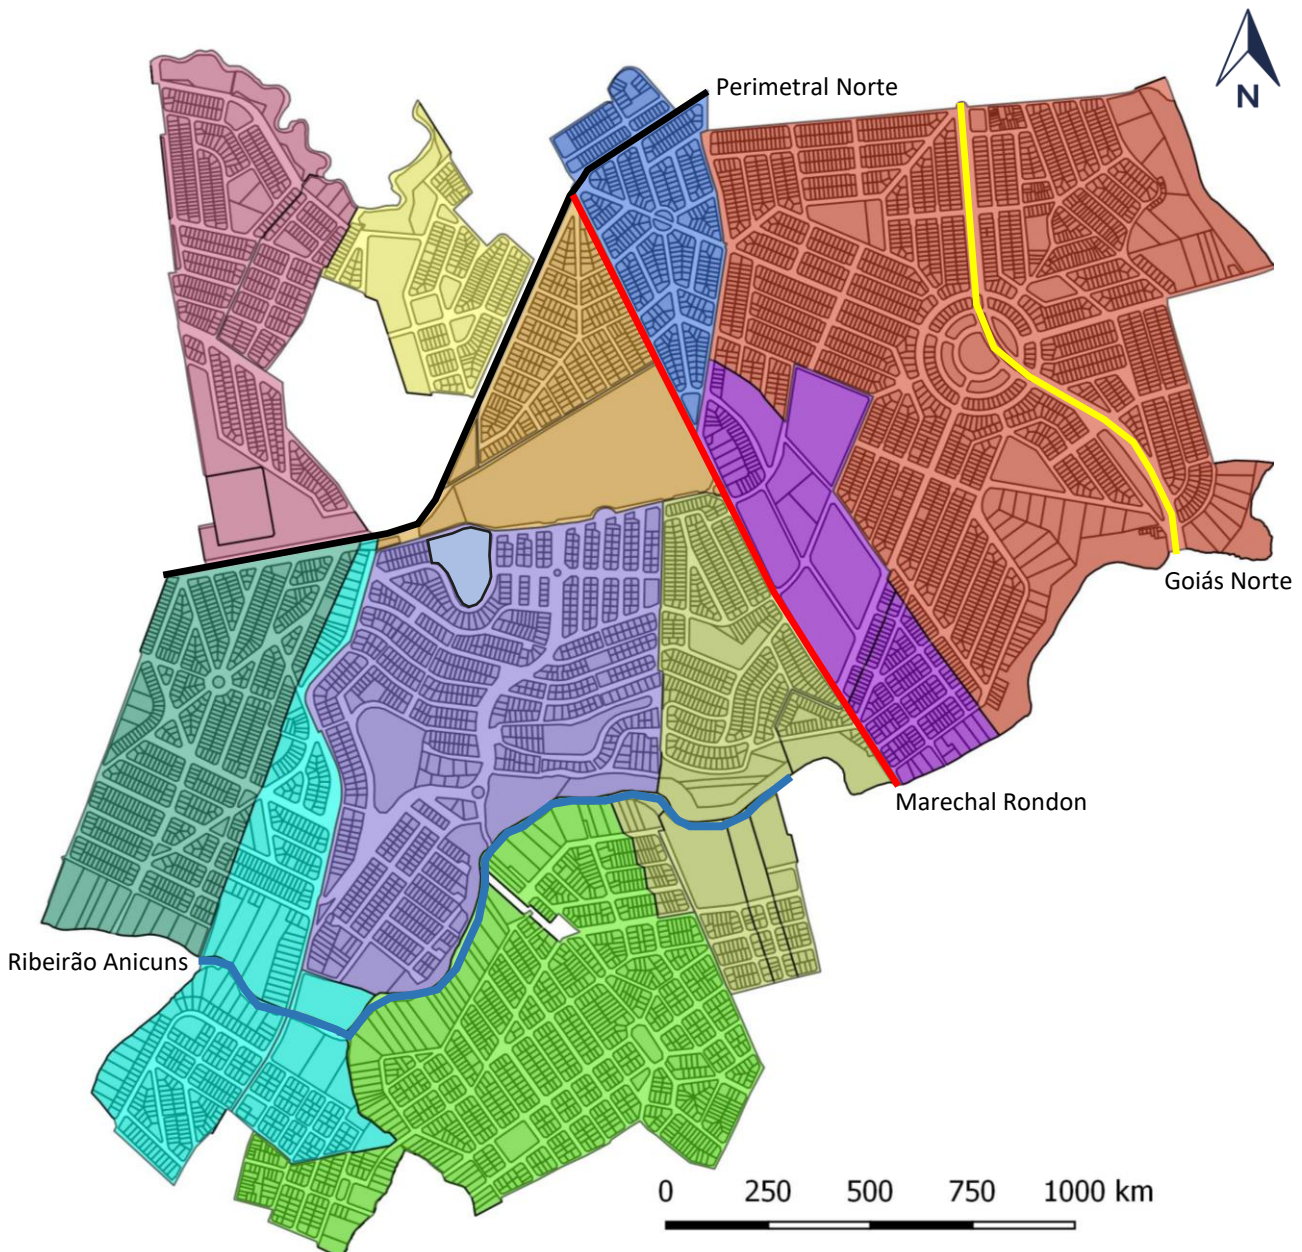 N
Perimetral Norte
Goiás Norte
Marechal Rondon
Ribeirão Anicuns
0 250 500 750 1000 km